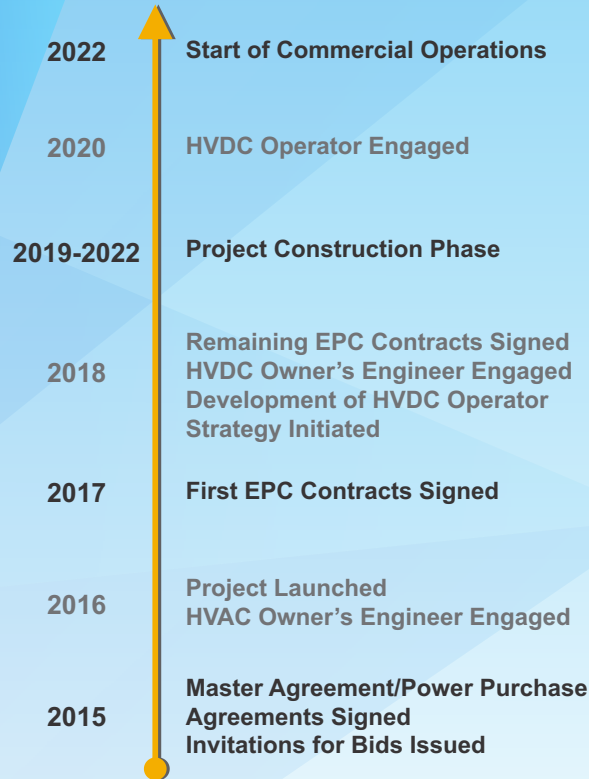 2022
Start of Commercial Operations
2020
HVDC Operator Engaged
2019-2022
Project Construction Phase
2018
Remaining EPC Contracts Signed
HVDC Owner's Engineer Engaged
Development of HVDC Operator
Strategy Initiated
2017
First EPC Contracts Signed
2016
Project Launched
HVAC Owner's Engineer Engaged
2015
Master Agreement/Power Purchase
Agreements Signed
Invitations for Bids Issued